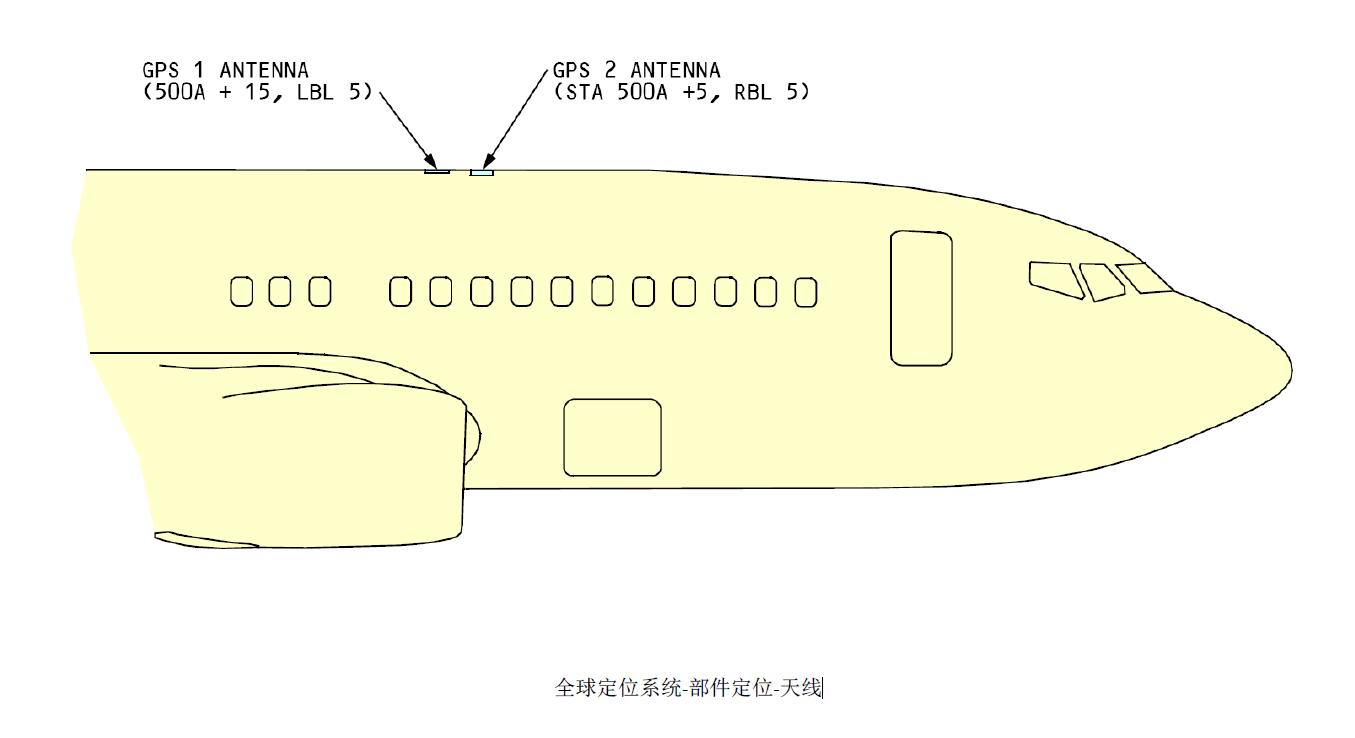 GPS 1 ANTENNA
(500A + 15, LBL 5)
GPS 2 ANTENNA
(STA 500A +5, RBL 5)
全球定位系统-部件定位-天线